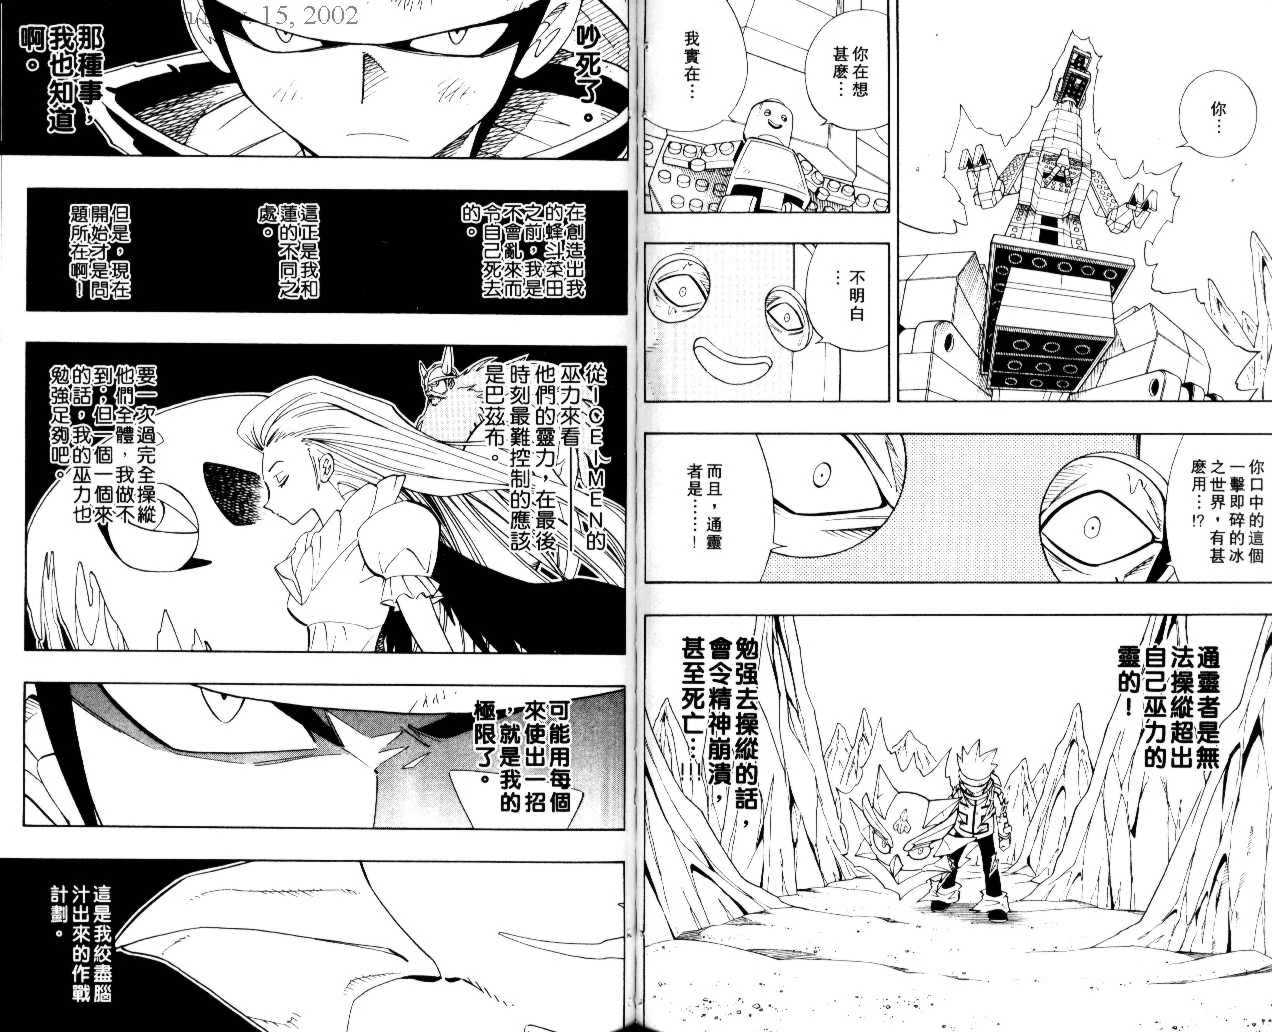 你⋯
你在想
甚麼⋯
我實在⋯
不明白
你口中的這個
一擊即碎的冰
之世界，有甚
麼用⋯!?
而且，通靈
者是⋯⋯！
通靈者是無
法操縱超出
自己巫力的
靈的！
勉强去操縱的話，
會令精神崩潰，
甚至死亡⋯!!!
吵死了。
那種事，
我也知道
啊。
在創造出我
的蜂斗菜田
之前，我是
不會亂來而
令自己死去
的。
這正是我和
蓮的不同之
處。
但是，現在
開始才是問
題所在啊！
從ICEIMEN的
巫力來看──
他們的靈力，在最後
時刻最難控制的應該
是巴茲布。
要一次過完全操縱
他們全體，我做不
到；但一個一個來
的話，我的巫力也
勉強足夠吧。
可能用每個
來使出一招
，就是我的
極限了。
這是我絞盡腦
汁出來的作戰
計劃。
15, 2002